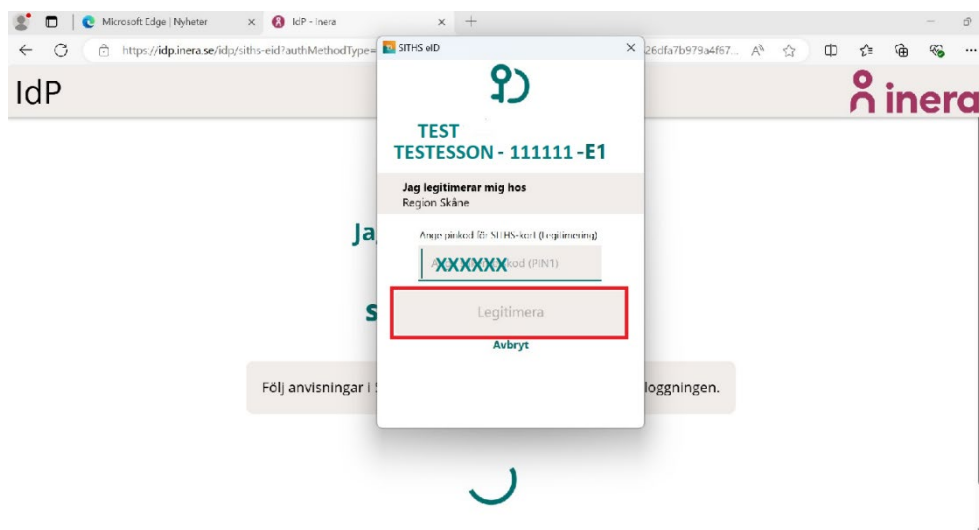 Microsoft Edge | Nyheter
IdP - Inera
https://idp.inera.se/idp/siths-eid?authMethodType=
SITHS eID
26dfa7b979a4f67...
IdP
inera
TEST
TESTESSON - 111111 -E1
Jag legitimerar mig hos
Region Skåne
Ja
Ange pinkod för SITHS-kort (Legitimering)
XXXXXX kod (PIN1)
s
Legitimera
Avbryt
Följ anvisningar i
loggningen.